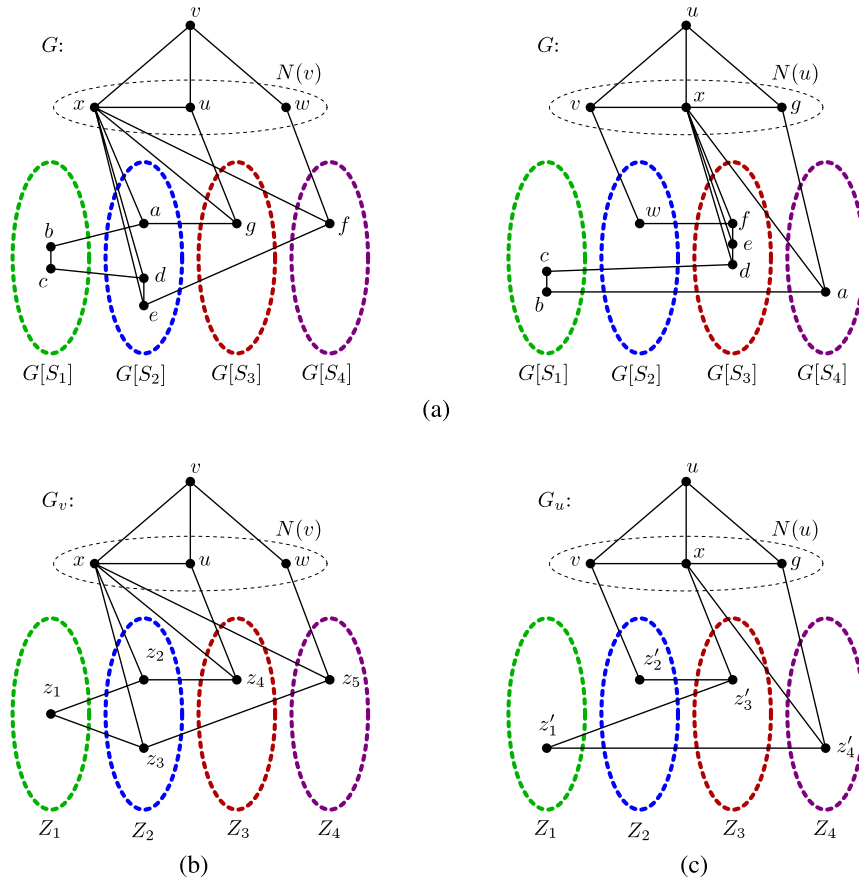 v
u
G:
N(v)
G:
N(u)
x
u
w
v
x
g
a
g
f
w
f
b
e
c
d
c
d
e
b
a
G[S₁]
G[S₂]
G[S₃]
G[S₄]
G[S₁]
G[S₂]
G[S₃]
G[S₄]
(a)
v
u
Gᵥ:
N(v)
Gᵤ:
N(u)
x
u
w
v
x
g
z₁
z₂
z₄
z₅
z₃
z′₂
z′₃
z′₁
z′₄
Z₁
Z₂
Z₃
Z₄
Z₁
Z₂
Z₃
Z₄
(b)
(c)